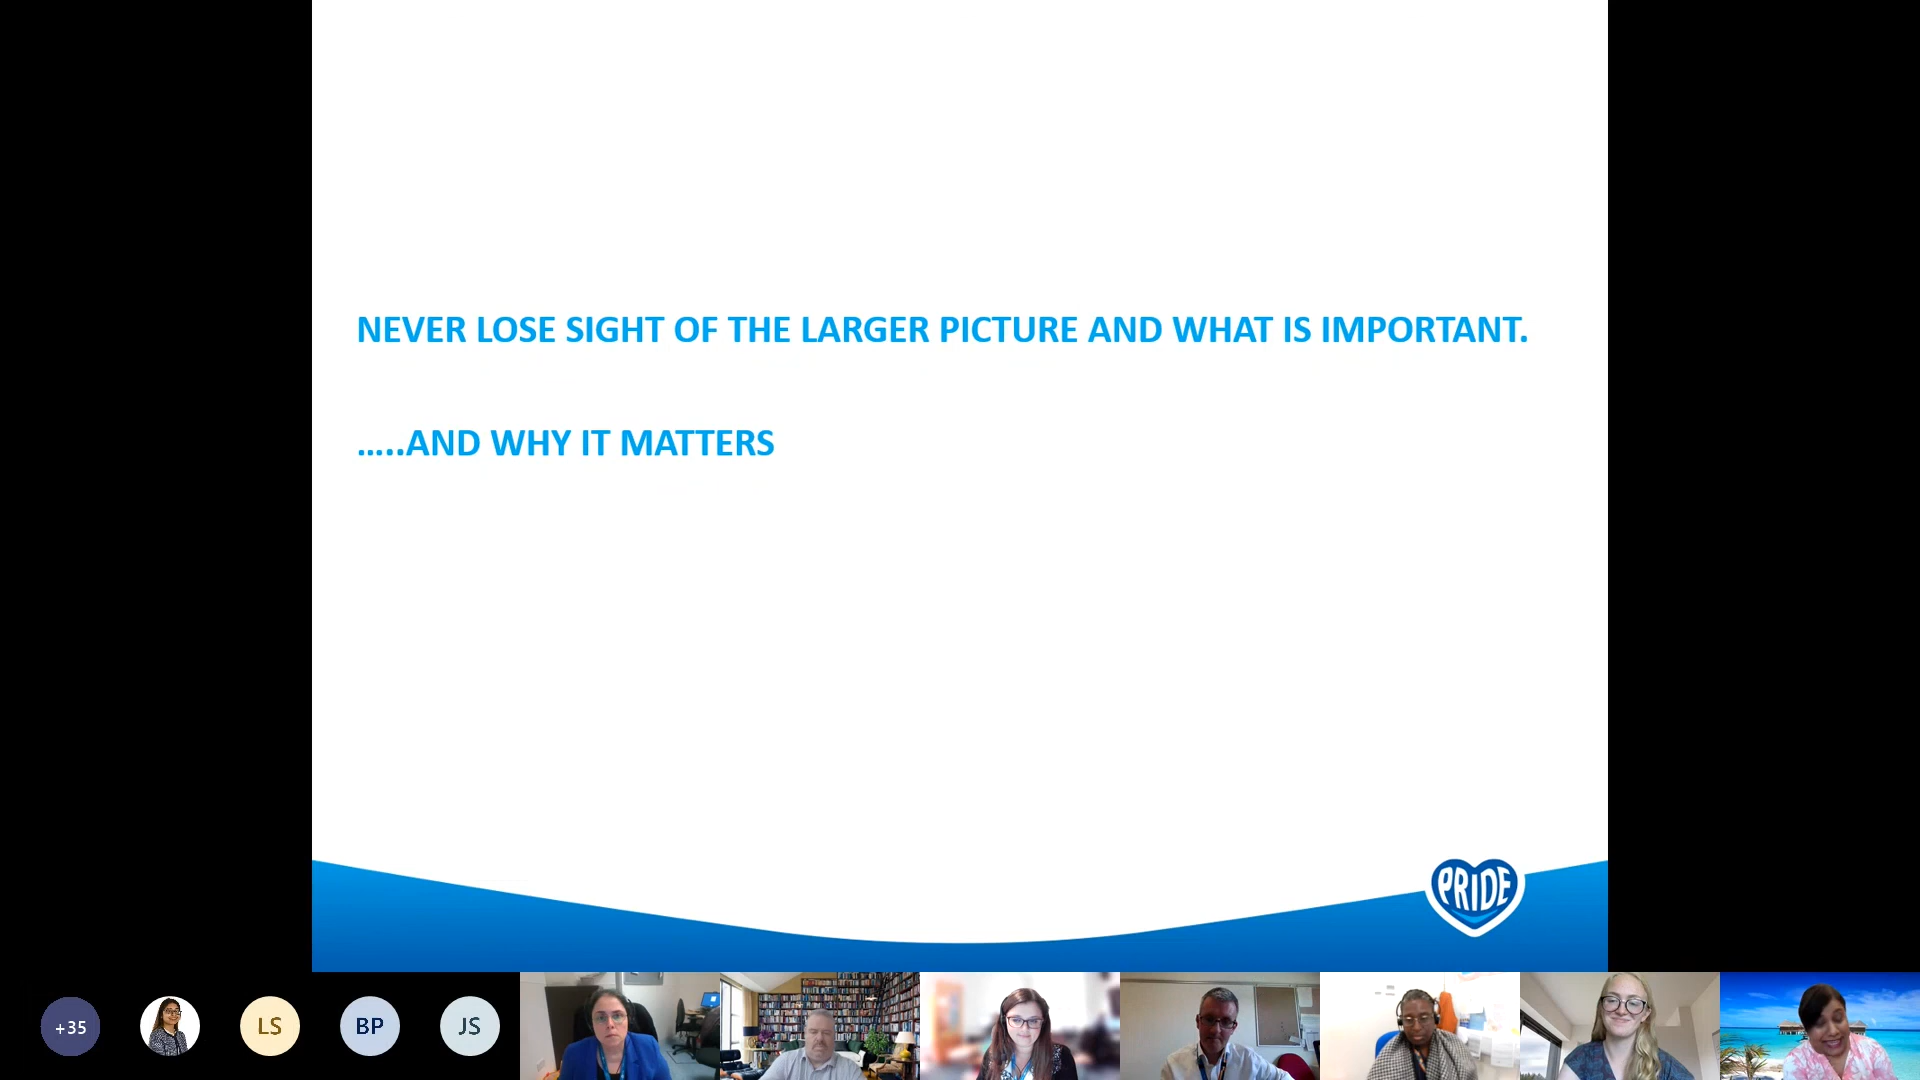 NEVER LOSE SIGHT OF THE LARGER PICTURE AND WHAT IS IMPORTANT.
…..AND WHY IT MATTERS
PRIDE
+35
LS
BP
JS